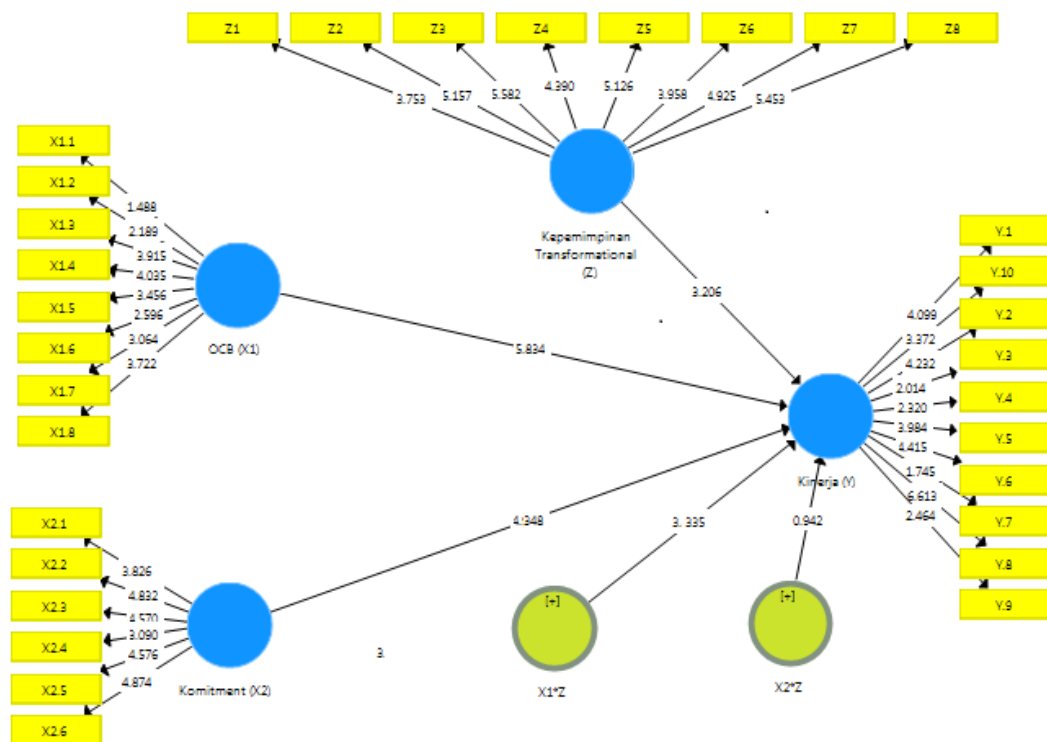 Z1
Z2
Z3
Z4
Z5
Z6
Z7
Z8
3.753
5.157
5.582
4.390
5.126
3.958
4.925
5.453
Kepemimpinan
Transformational
(Z)
3.206
X1.1
X1.2
X1.3
X1.4
X1.5
X1.6
X1.7
X1.8
1.488
2.189
3.915
4.035
3.456
2.596
3.064
3.722
OCB (X1)
5.834
Y.1
Y.10
Y.2
Y.3
Y.4
Y.5
Y.6
Y.7
Y.8
Y.9
4.099
3.372
4.232
2.014
2.320
3.984
4.415
1.745
6.613
2.464
Kinerja (Y)
X2.1
X2.2
X2.3
X2.4
X2.5
X2.6
3.826
4.832
4.570
3.090
4.576
4.874
Komitment (X2)
4.948
3.335
0.942
[+]
X1*Z
[+]
X2*Z
3.